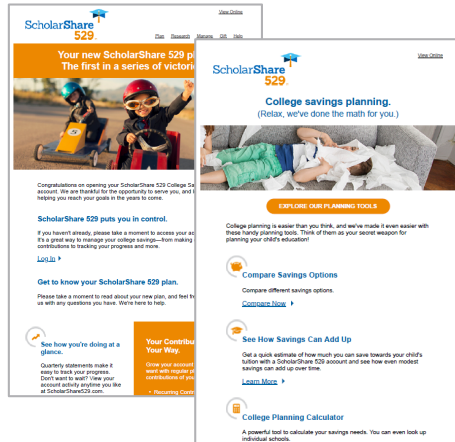 View Online
ScholarShare
529
Plan Research Manage Gift Help
Your new ScholarShare 529 pl
The first in a series of victori
Congratulations on opening your ScholarShare 529 College Sa
account. We are thankful for the opportunity to serve you, and
helping you reach your goals in the years to come.
ScholarShare 529 puts you in control.
If you haven't already, please take a moment to access your
It's a great way to manage your college savings—from making
contributions to tracking your progress and more.
Log In
Get to know your ScholarShare 529 plan.
Please take a moment to read about your new plan, and feel
us with any questions you have. We're here to help.
See how you're doing at a
glance.
Quarterly statements make it
easy to track your progress.
Don't want to wait? View your
account activity anytime you like
at ScholarShare529.com.
Your Contribu
Your Way.
Grow your account
want with regular
contributions of
• Recurring Contri
View Online
ScholarShare
529
College savings planning.
(Relax, we've done the math for you.)
EXPLORE OUR PLANNING TOOLS
College planning is easier than you think, and we've made it even easier with
these handy planning tools. Think of them as your secret weapon for
planning your child's education!
Compare Savings Options
Compare different savings options.
Compare Now
See How Savings Can Add Up
Get a quick estimate of how much you can save towards your child's
tuition with a ScholarShare 529 account and see how even modest
savings can add up over time.
Learn More
College Planning Calculator
A powerful tool to calculate your savings needs. You can even look up
individual schools.